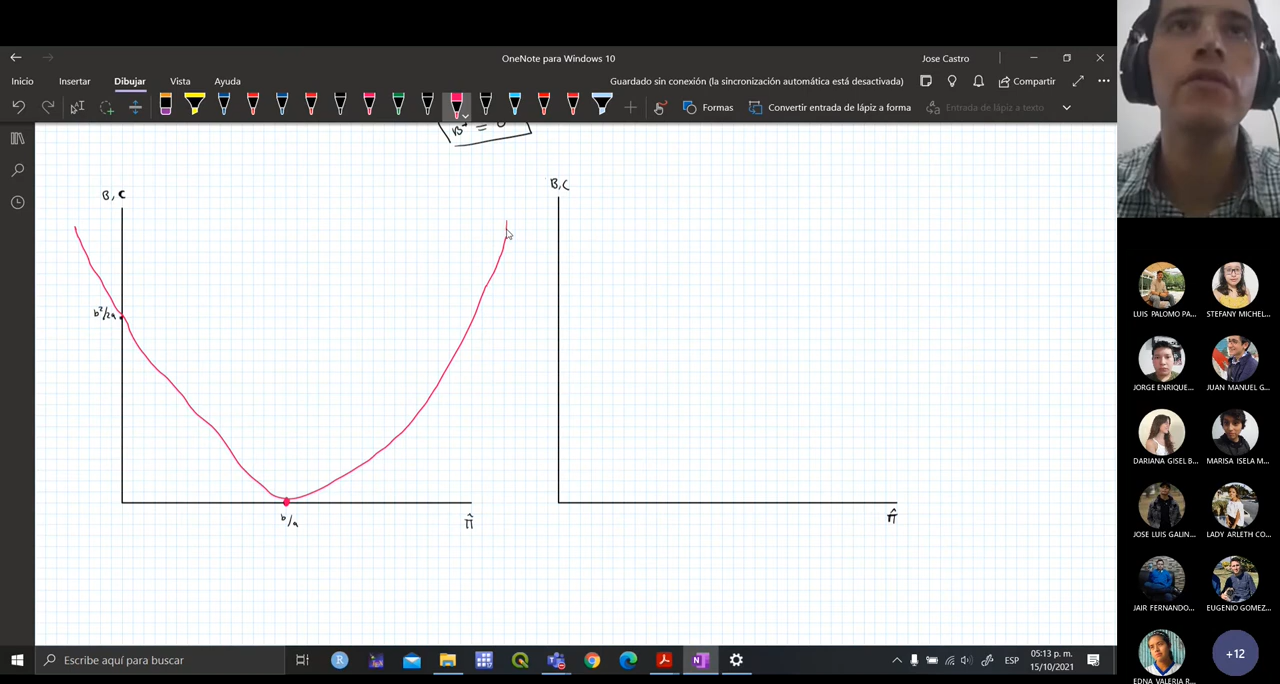 OneNote para Windows 10
Jose Castro
Inicio
Insertar
Dibujar
Vista
Ayuda
Guardado sin conexión (la sincronización automática está desactivada)
Compartir
Formas
Convertir entrada de lápiz a forma
Entrada de lápiz a texto
B, C
b²/2a
b/a
π̂
B, C
π̂
LUIS PALOMO PA...
STEFANY MICHEL...
JORGE ENRIQUE...
JUAN MANUEL G...
DARIANA GISEL B...
MARISA ISELA M...
JOSE LUIS GALIN...
LADY ARLETH CO...
JAIR FERNANDO...
EUGENIO GOMEZ...
EDNA VALERIA R...
+12
Escribe aquí para buscar
ESP
05:13 p. m.
15/10/2021